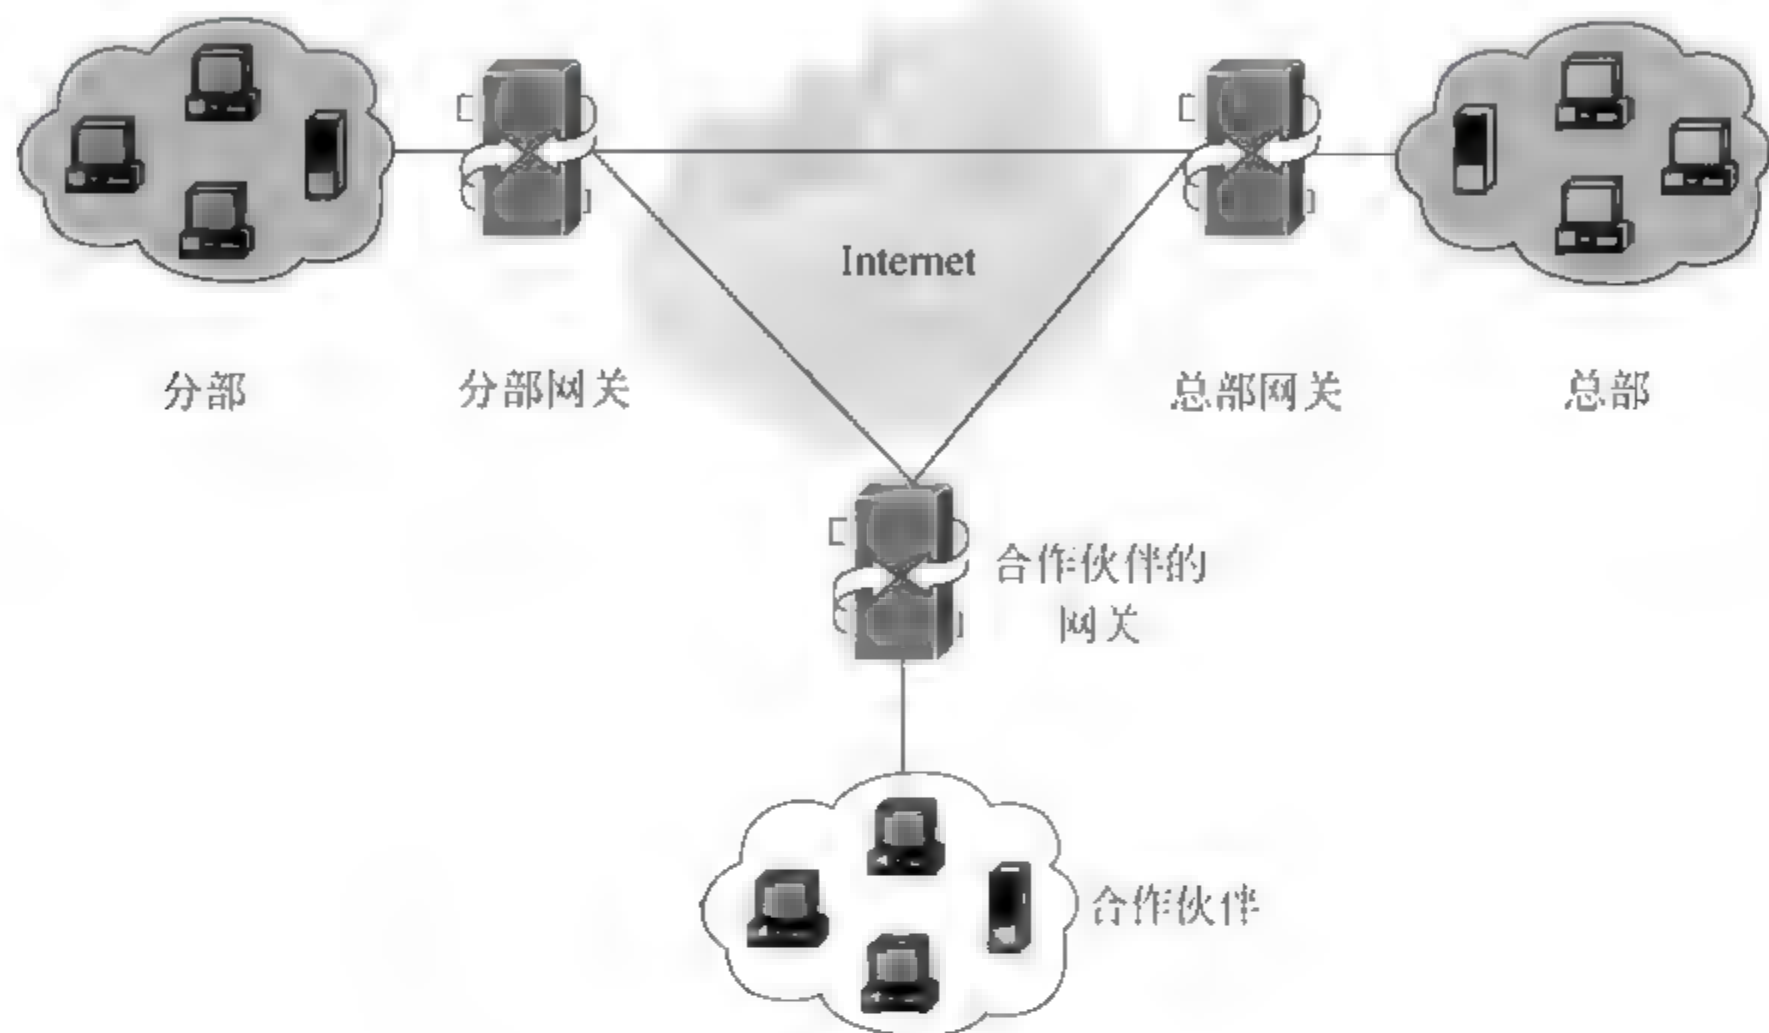 Internet
分部
分部网关
总部网关
总部
合作伙伴的
网关
合作伙伴